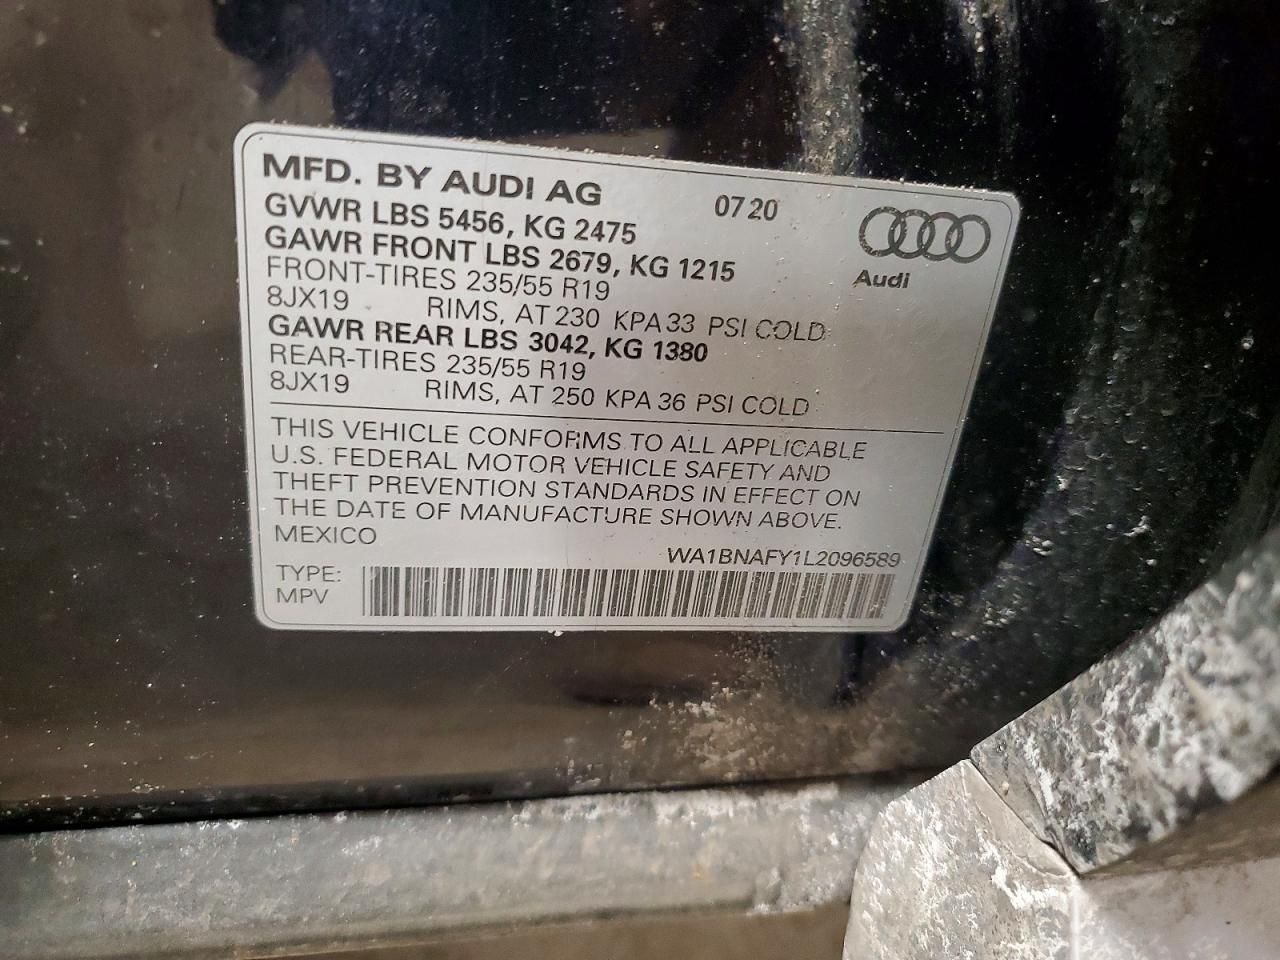 MFD. BY AUDI AG 07 20
GVWR LBS 5456, KG 2475
GAWR FRONT LBS 2679, KG 1215
Audi
FRONT-TIRES 235/55 R19
8JX19 RIMS, AT 230 KPA 33 PSI COLD
GAWR REAR LBS 3042, KG 1380
REAR-TIRES 235/55 R19
8JX19 RIMS, AT 250 KPA 36 PSI COLD
THIS VEHICLE CONFORMS TO ALL APPLICABLE
U.S. FEDERAL MOTOR VEHICLE SAFETY AND
THEFT PREVENTION STANDARDS IN EFFECT ON
THE DATE OF MANUFACTURE SHOWN ABOVE.
MEXICO
WA1BNAFY1L2096589
TYPE:
MPV